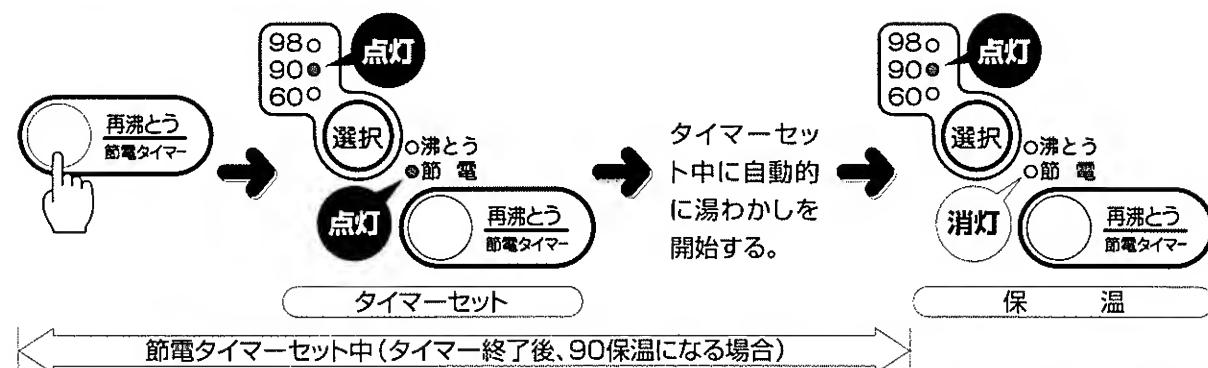 再沸とう
節電タイマー
98
90
60
点灯
選択
沸とう
節 電
点灯
再沸とう
節電タイマー
タイマーセット
タイマーセッ
ト中に自動的
に湯わかしを
開始する。
98
90
60
点灯
選択
沸とう
節 電
消灯
再沸とう
節電タイマー
保 温
節電タイマーセット中(タイマー終了後、90保温になる場合)